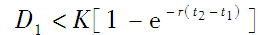 D₁ < K[ 1 − e^{−r(t₂−t₁)} ]